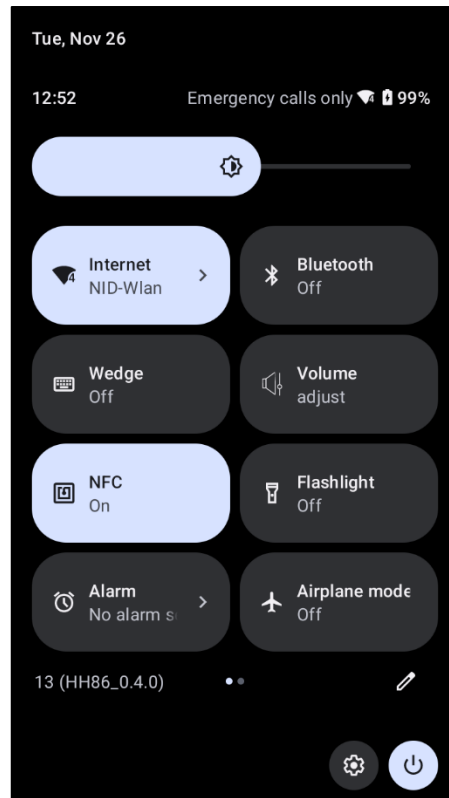 Tue, Nov 26
12:52 Emergency calls only 4 99%
Internet
NID-Wlan
Bluetooth
Off
Wedge
Off
Volume
adjust
NFC
On
Flashlight
Off
Alarm
No alarm s
Airplane mode
Off
13 (HH86_0.4.0)